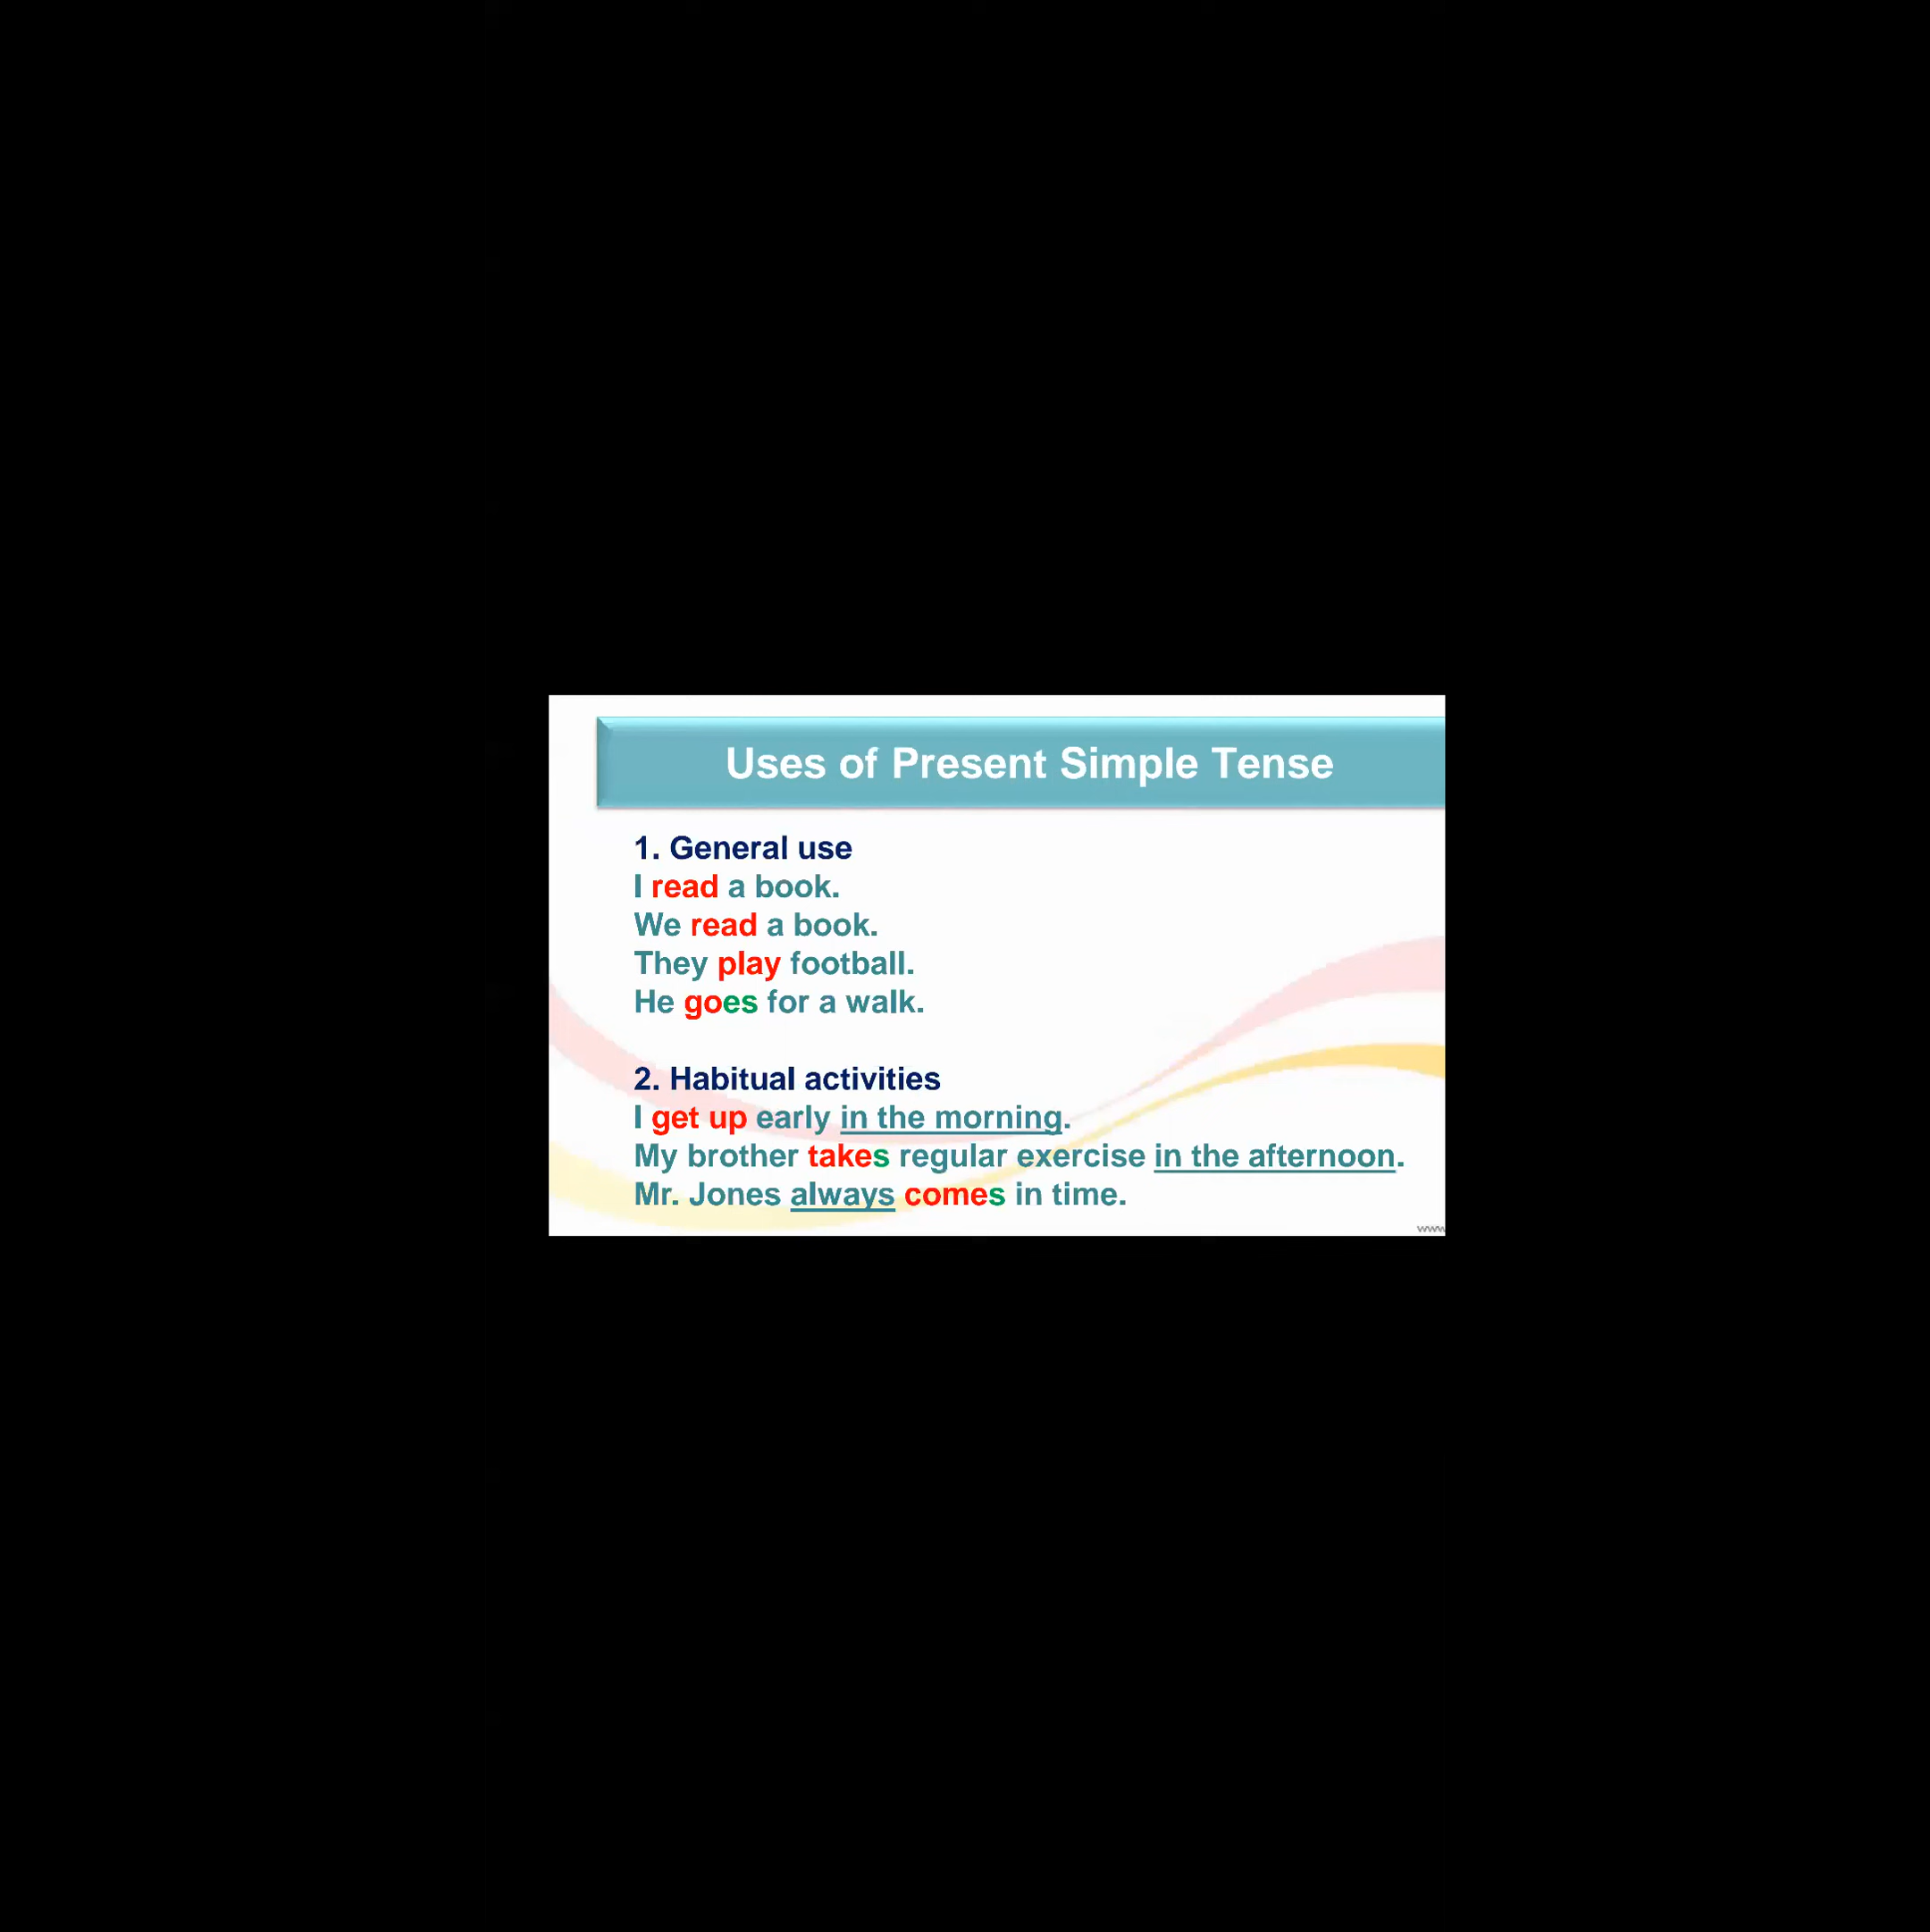 Uses of Present Simple Tense
1. General use
I read a book.
We read a book.
They play football.
He goes for a walk.
2. Habitual activities
I get up early in the morning.
My brother takes regular exercise in the afternoon.
Mr. Jones always comes in time.
www